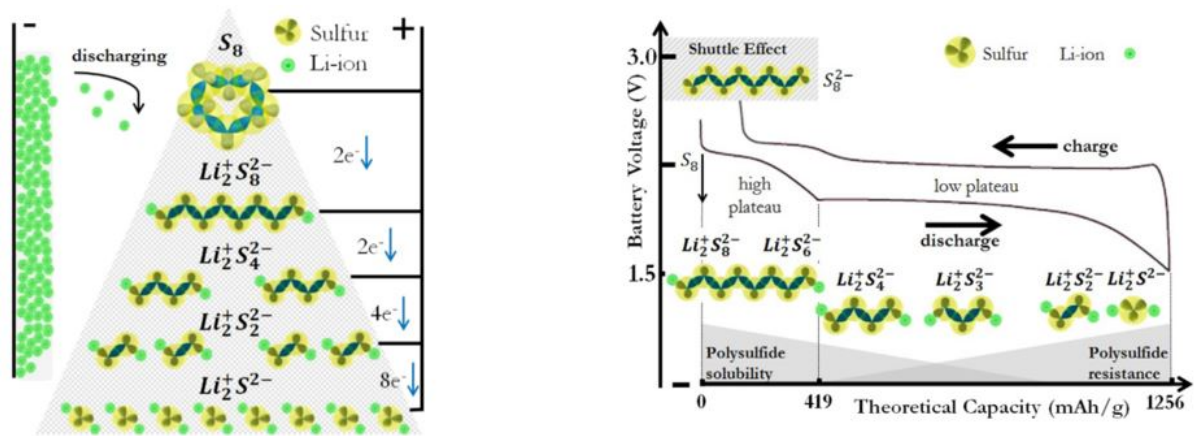 -
+
S₈
Sulfur
Li-ion
discharging
2e⁻
Li₂⁺S₈²⁻
2e⁻
Li₂⁺S₄²⁻
4e⁻
Li₂⁺S₂²⁻
8e⁻
Li₂⁺S²⁻
Battery Voltage (V)
3.0
1.5
Shuttle Effect
S₈²⁻
Sulfur
Li-ion
charge
S₈
high
plateau
low plateau
discharge
Li₂⁺S₈²⁻
Li₂⁺S₆²⁻
Li₂⁺S₄²⁻
Li₂⁺S₃²⁻
Li₂⁺S₂²⁻
Li₂⁺S²⁻
Polysulfide
solubility
Polysulfide
resistance
0
419
Theoretical Capacity (mAh/g)
1256